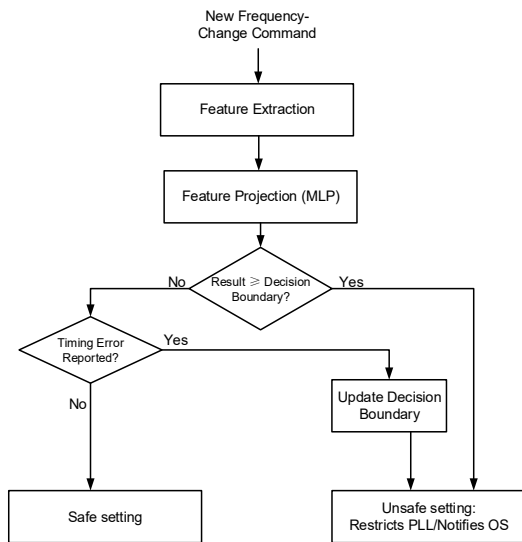 New Frequency-
Change Command
Feature Extraction
Feature Projection (MLP)
Result ≥ Decision
Boundary?
No
Yes
Timing Error
Reported?
Yes
No
Update Decision
Boundary
Safe setting
Unsafe setting:
Restricts PLL/Notifies OS